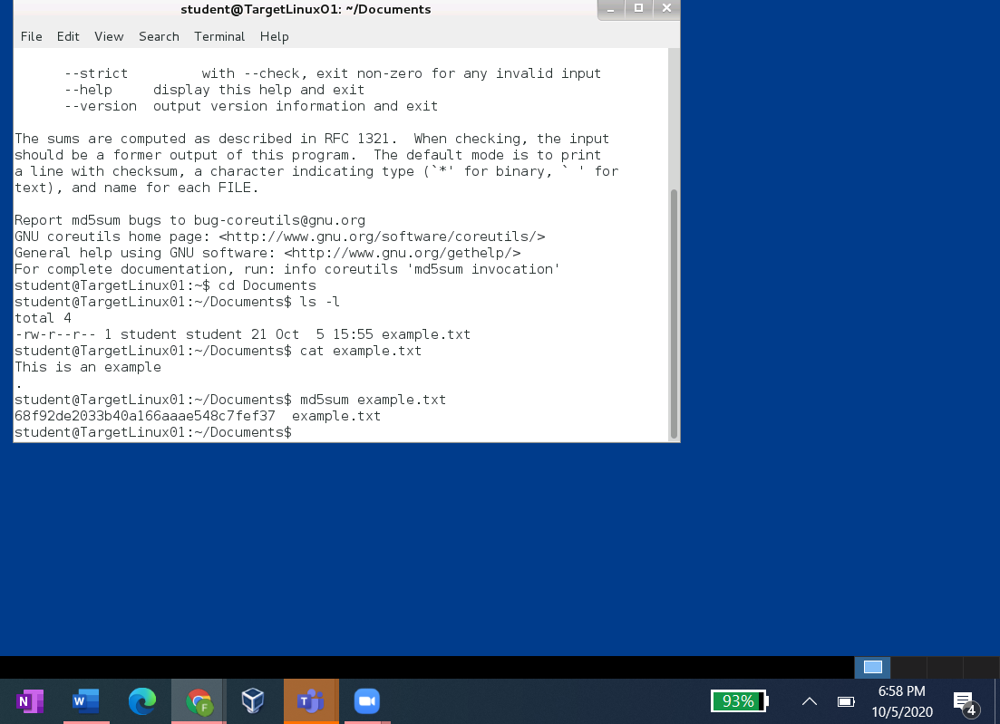 student@TargetLinux01: ~/Documents
File Edit View Search Terminal Help
      --strict         with --check, exit non-zero for any invalid input
      --help     display this help and exit
      --version  output version information and exit
The sums are computed as described in RFC 1321.  When checking, the input
should be a former output of this program.  The default mode is to print
a line with checksum, a character indicating type (`*' for binary, ` ' for
text), and name for each FILE.
Report md5sum bugs to bug-coreutils@gnu.org
GNU coreutils home page: <http://www.gnu.org/software/coreutils/>
General help using GNU software: <http://www.gnu.org/gethelp/>
For complete documentation, run: info coreutils 'md5sum invocation'
student@TargetLinux01:~$ cd Documents
student@TargetLinux01:~/Documents$ ls -l
total 4
-rw-r--r-- 1 student student 21 Oct  5 15:55 example.txt
student@TargetLinux01:~/Documents$ cat example.txt
This is an example
.
student@TargetLinux01:~/Documents$ md5sum example.txt
68f92de2033b40a166aaae548c7fef37  example.txt
student@TargetLinux01:~/Documents$
N
W
F
T
93%
6:58 PM
10/5/2020
4